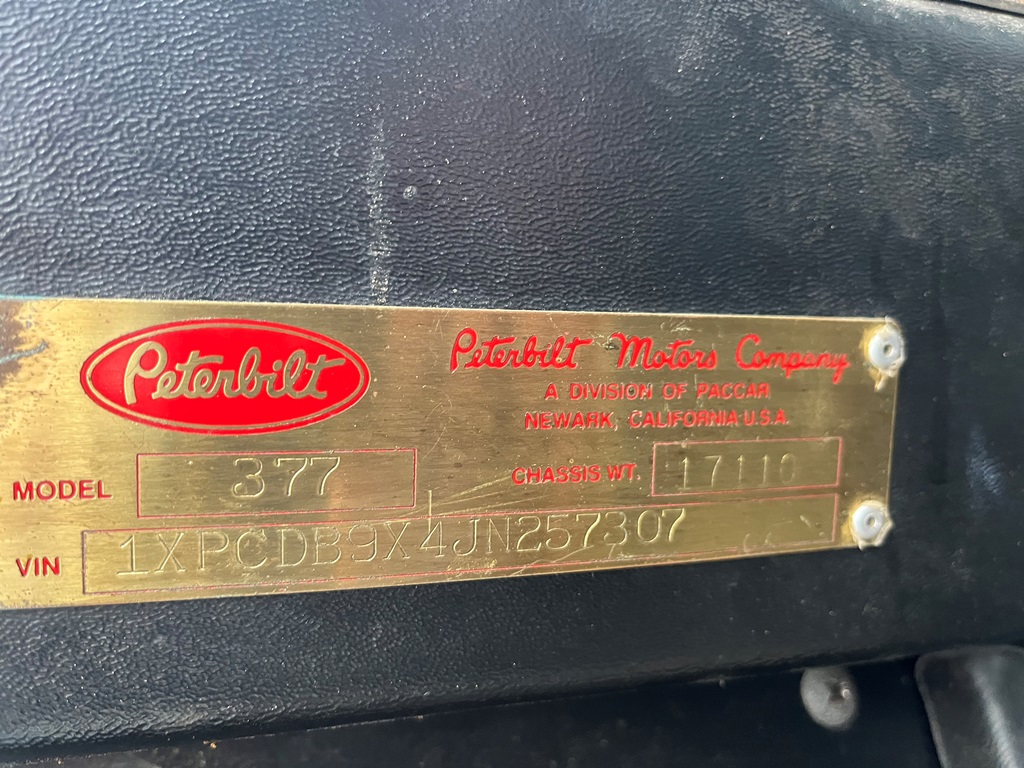 Peterbilt
Peterbilt Motors Company
A DIVISION OF PACCAR
NEWARK, CALIFORNIA U.S.A.
MODEL 377
CHASSIS WT. 17110
VIN 1XPCDB9X4JN257307